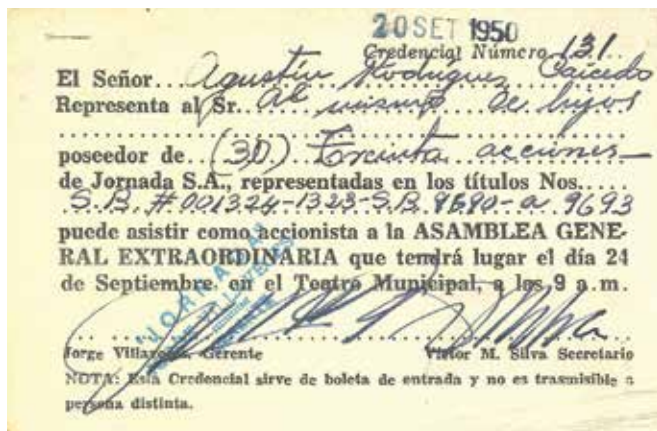 20 SET 1950
Credencial Número 131
El Señor... Agustín Rodríguez Caicedo
Representa al Sr. al mismo de hijos
poseedor de..(30) Treinta acciones
de Jornada S.A., representadas en los títulos Nos.....
S.B. #001324-1323-S.B. 9690-a 9693
puede asistir como accionista a la ASAMBLEA GENE-
RAL EXTRAORDINARIA que tendrá lugar el día 24
de Septiembre, en el Teatro Municipal, a las 9 a.m.
"JORNADA"
Jorge Gerente Víctor M. Silva Secretario
NOTA: Esta Credencial sirve de boleta de entrada y no es trasmisible a
persona distinta.